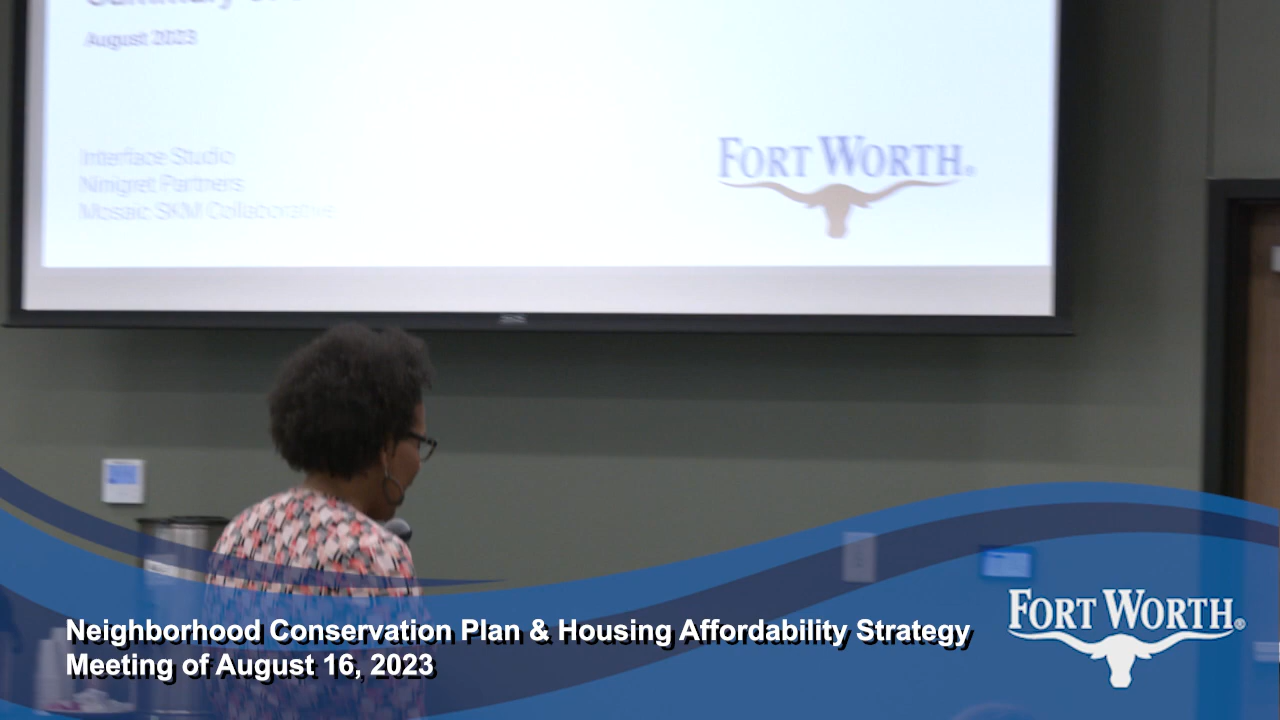 August 2023
Interface Studio
Ninigret Partners
Mosaic SKM Collaborative
FORT WORTH®
Neighborhood Conservation Plan & Housing Affordability Strategy
Meeting of August 16, 2023
FORT WORTH®